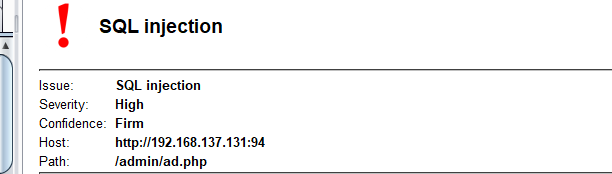 SQL injection
Issue: SQL injection
Severity: High
Confidence: Firm
Host: http://192.168.137.131:94
Path: /admin/ad.php